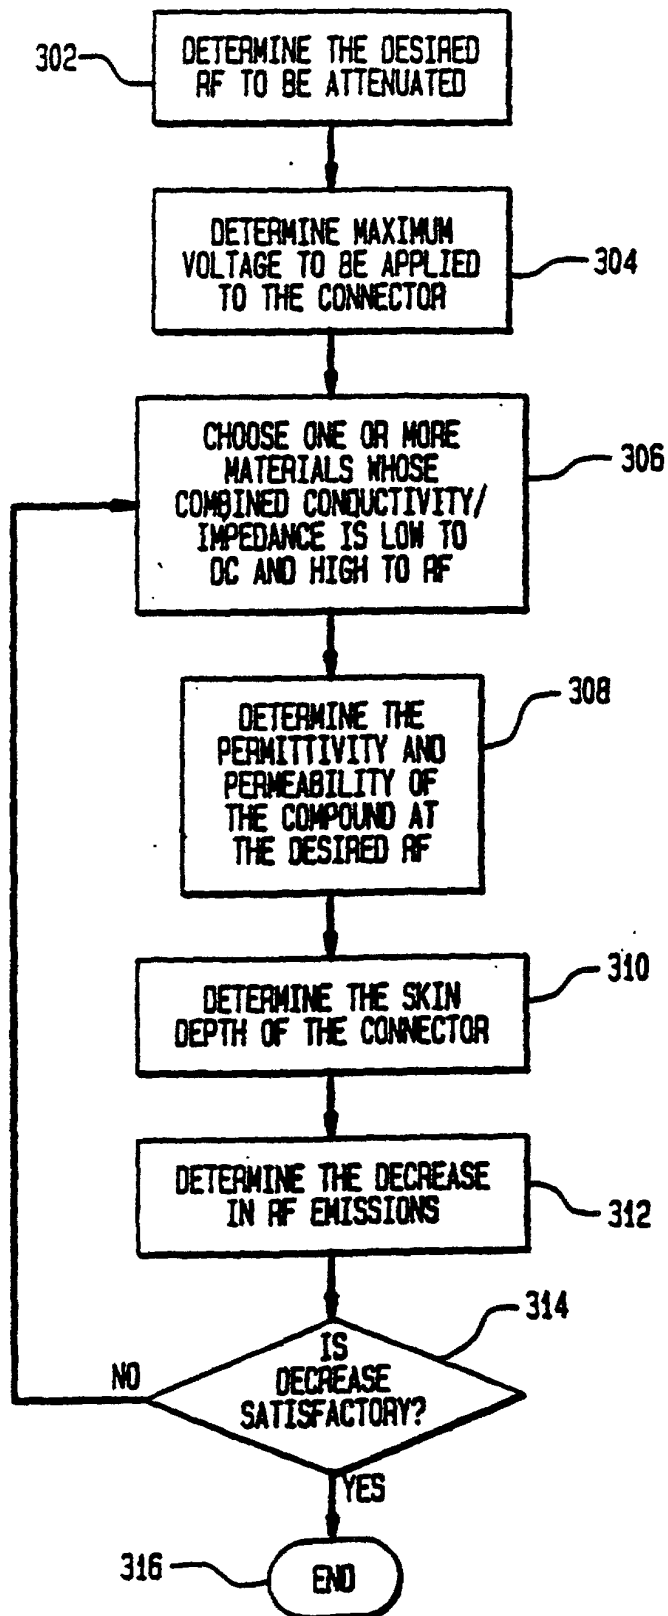 302
DETERMINE THE DESIRED
RF TO BE ATTENUATED
DETERMINE MAXIMUM
VOLTAGE TO BE APPLIED
TO THE CONNECTOR
304
CHOOSE ONE OR MORE
MATERIALS WHOSE
COMBINED CONDUCTIVITY/
IMPEDANCE IS LOW TO
DC AND HIGH TO RF
306
DETERMINE THE
PERMITTIVITY AND
PERMEABILITY OF
THE COMPOUND AT
THE DESIRED RF
308
DETERMINE THE SKIN
DEPTH OF THE CONNECTOR
310
DETERMINE THE DECREASE
IN RF EMISSIONS
312
IS
DECREASE
SATISFACTORY?
314
NO
YES
316
END